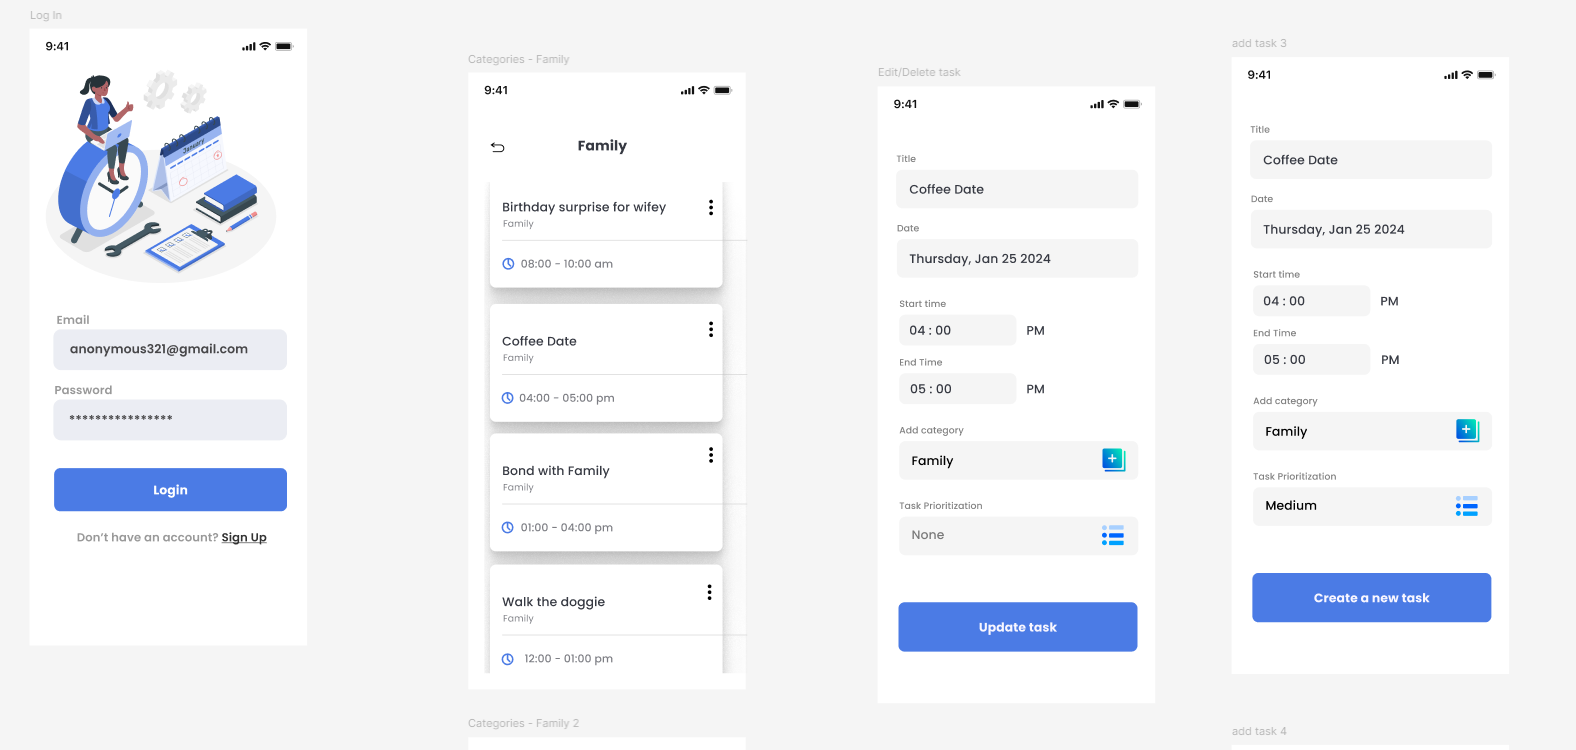 Log In
9:41
January
Email
anonymous321@gmail.com
Password
****************
Login
Don't have an account? Sign Up
Categories - Family
9:41
Family
Birthday surprise for wifey
Family
08:00 - 10:00 am
Coffee Date
Family
04:00 - 05:00 pm
Bond with Family
Family
01:00 - 04:00 pm
Walk the doggie
Family
12:00 - 01:00 pm
Categories - Family 2
Edit/Delete task
9:41
Title
Coffee Date
Date
Thursday, Jan 25 2024
Start time
04 : 00 PM
End Time
05 : 00 PM
Add category
Family
Task Prioritization
None
Update task
add task 3
9:41
Title
Coffee Date
Date
Thursday, Jan 25 2024
Start time
04 : 00 PM
End Time
05 : 00 PM
Add category
Family
Task Prioritization
Medium
Create a new task
add task 4